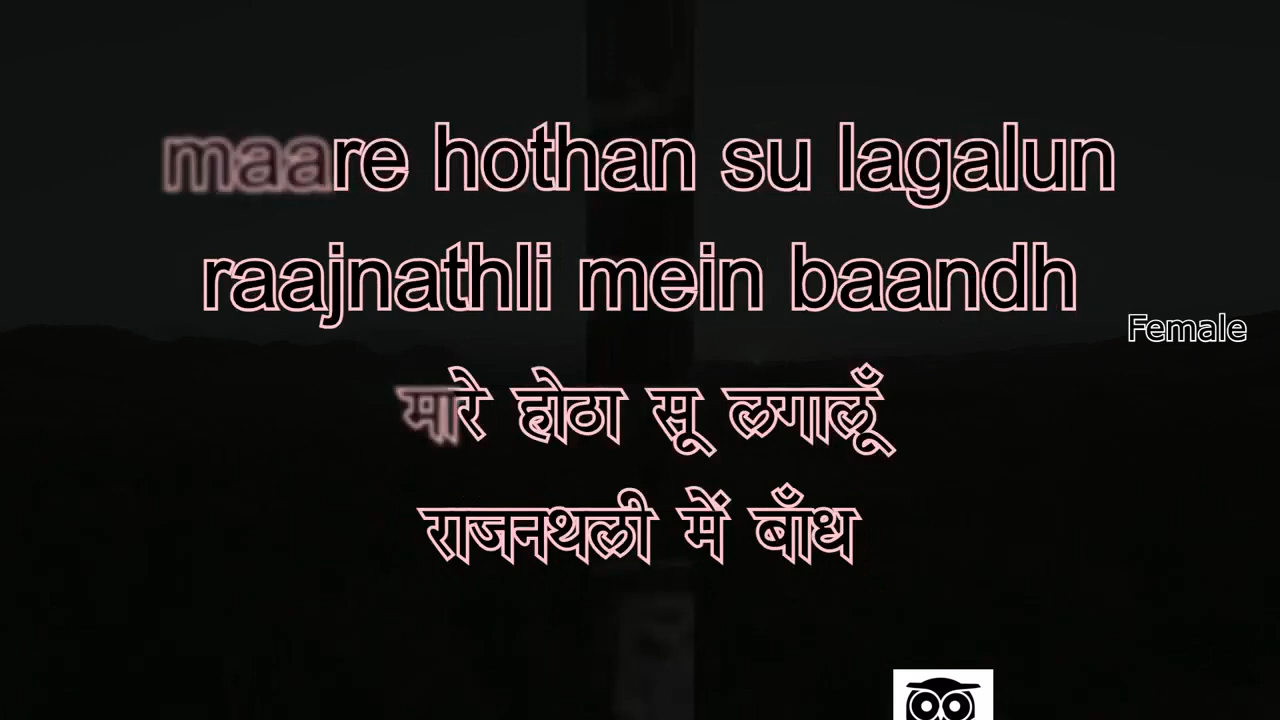 maare hothan su lagalun
raajnathli mein baandh
Female
मारे होठा सू लगालूँ
राजनथली में बाँध